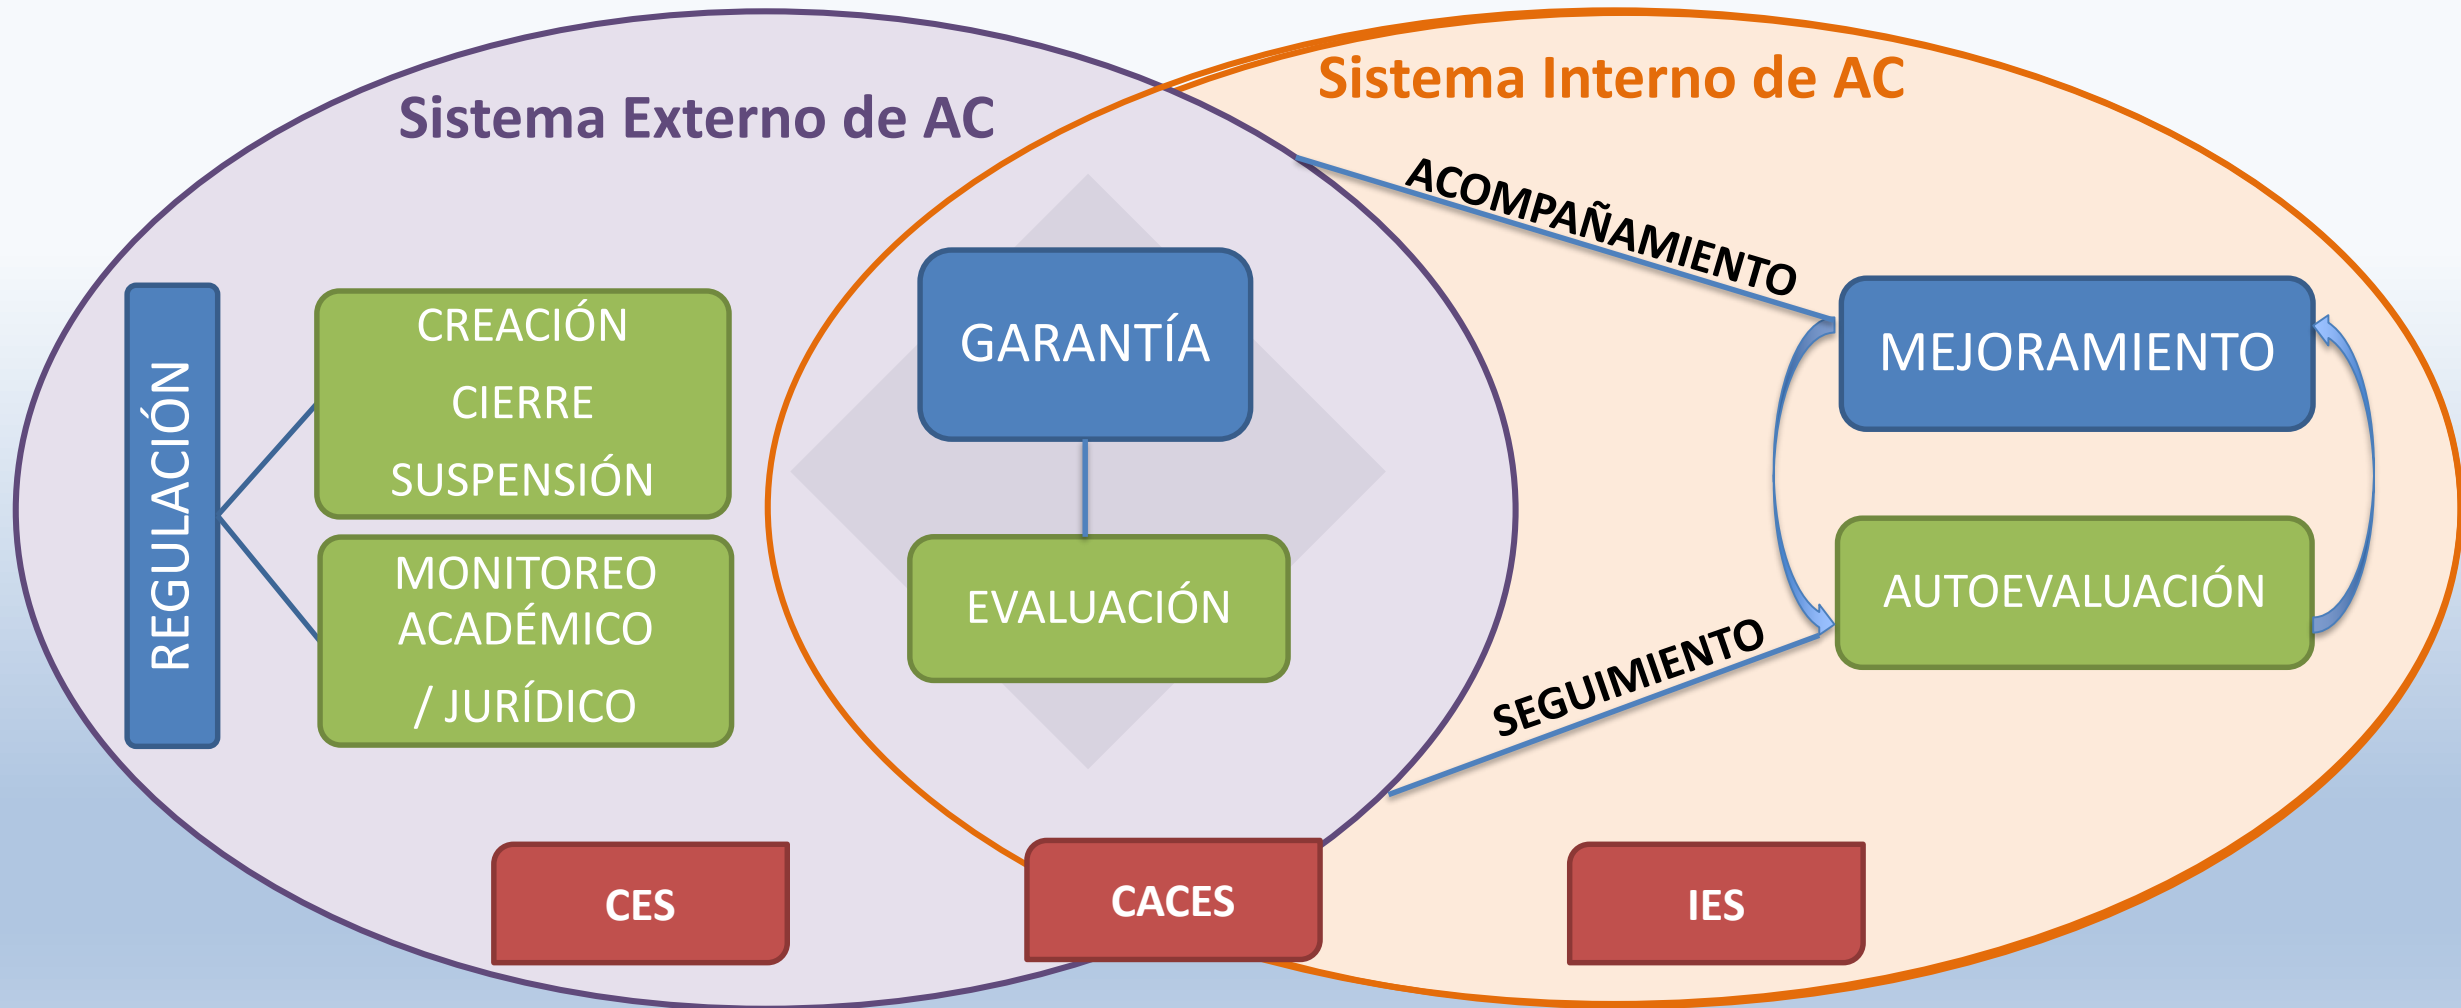 Sistema Externo de AC
Sistema Interno de AC
REGULACIÓN
CREACIÓN
CIERRE
SUSPENSIÓN
MONITOREO
ACADÉMICO
/ JURÍDICO
GARANTÍA
EVALUACIÓN
ACOMPAÑAMIENTO
SEGUIMIENTO
MEJORAMIENTO
AUTOEVALUACIÓN
CES
CACES
IES